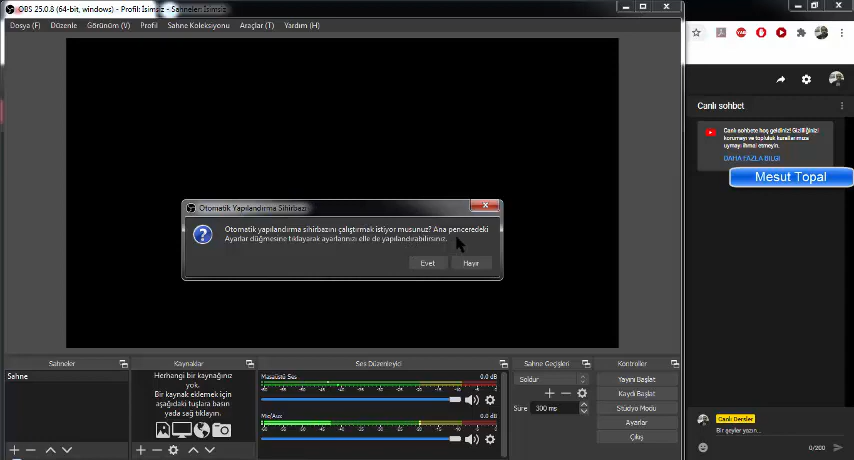 OBS 25.0.8 (64-bit, windows) - Profil: İsimsiz - Sahneler: İsimsiz
Dosya (F) Düzenle Görünüm (V) Profil Sahne Koleksiyonu Araçlar (T) Yardım (H)
Otomatik Yapılandırma Sihirbazı
Otomatik yapılandırma sihirbazını çalıştırmak istiyor musunuz? Ana penceredeki
Ayarlar düğmesine tıklayarak ayarlarınızı elle de yapılandırabilirsiniz.
Evet Hayır
Sahneler
Sahne
Kaynaklar
Herhangi bir kaynağınız
yok.
Bir kaynak eklemek için
aşağıdaki tuşlara basın
yada sağ tıklayın.
Ses Düzenleyici
Masaüstü Ses 0.0 dB
Mic/Aux 0.0 dB
Sahne Geçişleri
Soldur
Süre 300 ms
Kontroller
Yayını Başlat
Kaydı Başlat
Stüdyo Modu
Ayarlar
Çıkış
Canlı sohbet
Canlı sohbete hoş geldiniz! Gizliliğinizi
korumayı ve topluluk kurallarımıza
uymayı ihmal etmeyin.
DAHA FAZLA BİLGİ
Mesut Topal
Canlı Dersler
Bir şeyler yazın...
0/200